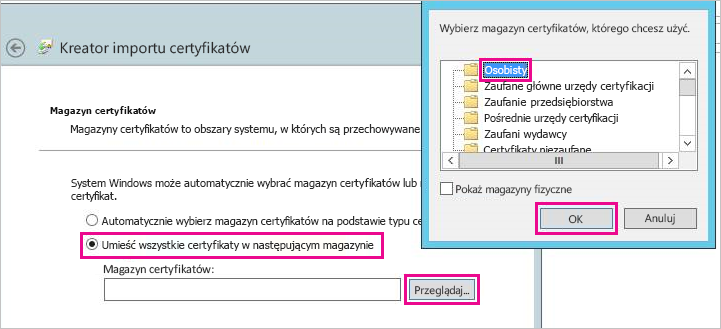 Kreator importu certyfikatów
Magazyn certyfikatów
Magazyny certyfikatów to obszary systemu, w których są przechowywane
System Windows może automatycznie wybrać magazyn certyfikatów lub
certyfikat.
Automatycznie wybierz magazyn certyfikatów na podstawie typu ce
Umieść wszystkie certyfikaty w następującym magazynie
Magazyn certyfikatów:
Przeglądaj...
Wybierz magazyn certyfikatów, którego chcesz użyć.
Osobisty
Zaufane główne urzędy certyfikacji
Zaufanie przedsiębiorstwa
Pośrednie urzędy certyfikacji
Zaufani wydawcy
Certyfikaty niezaufane
Pokaż magazyny fizyczne
OK
Anuluj